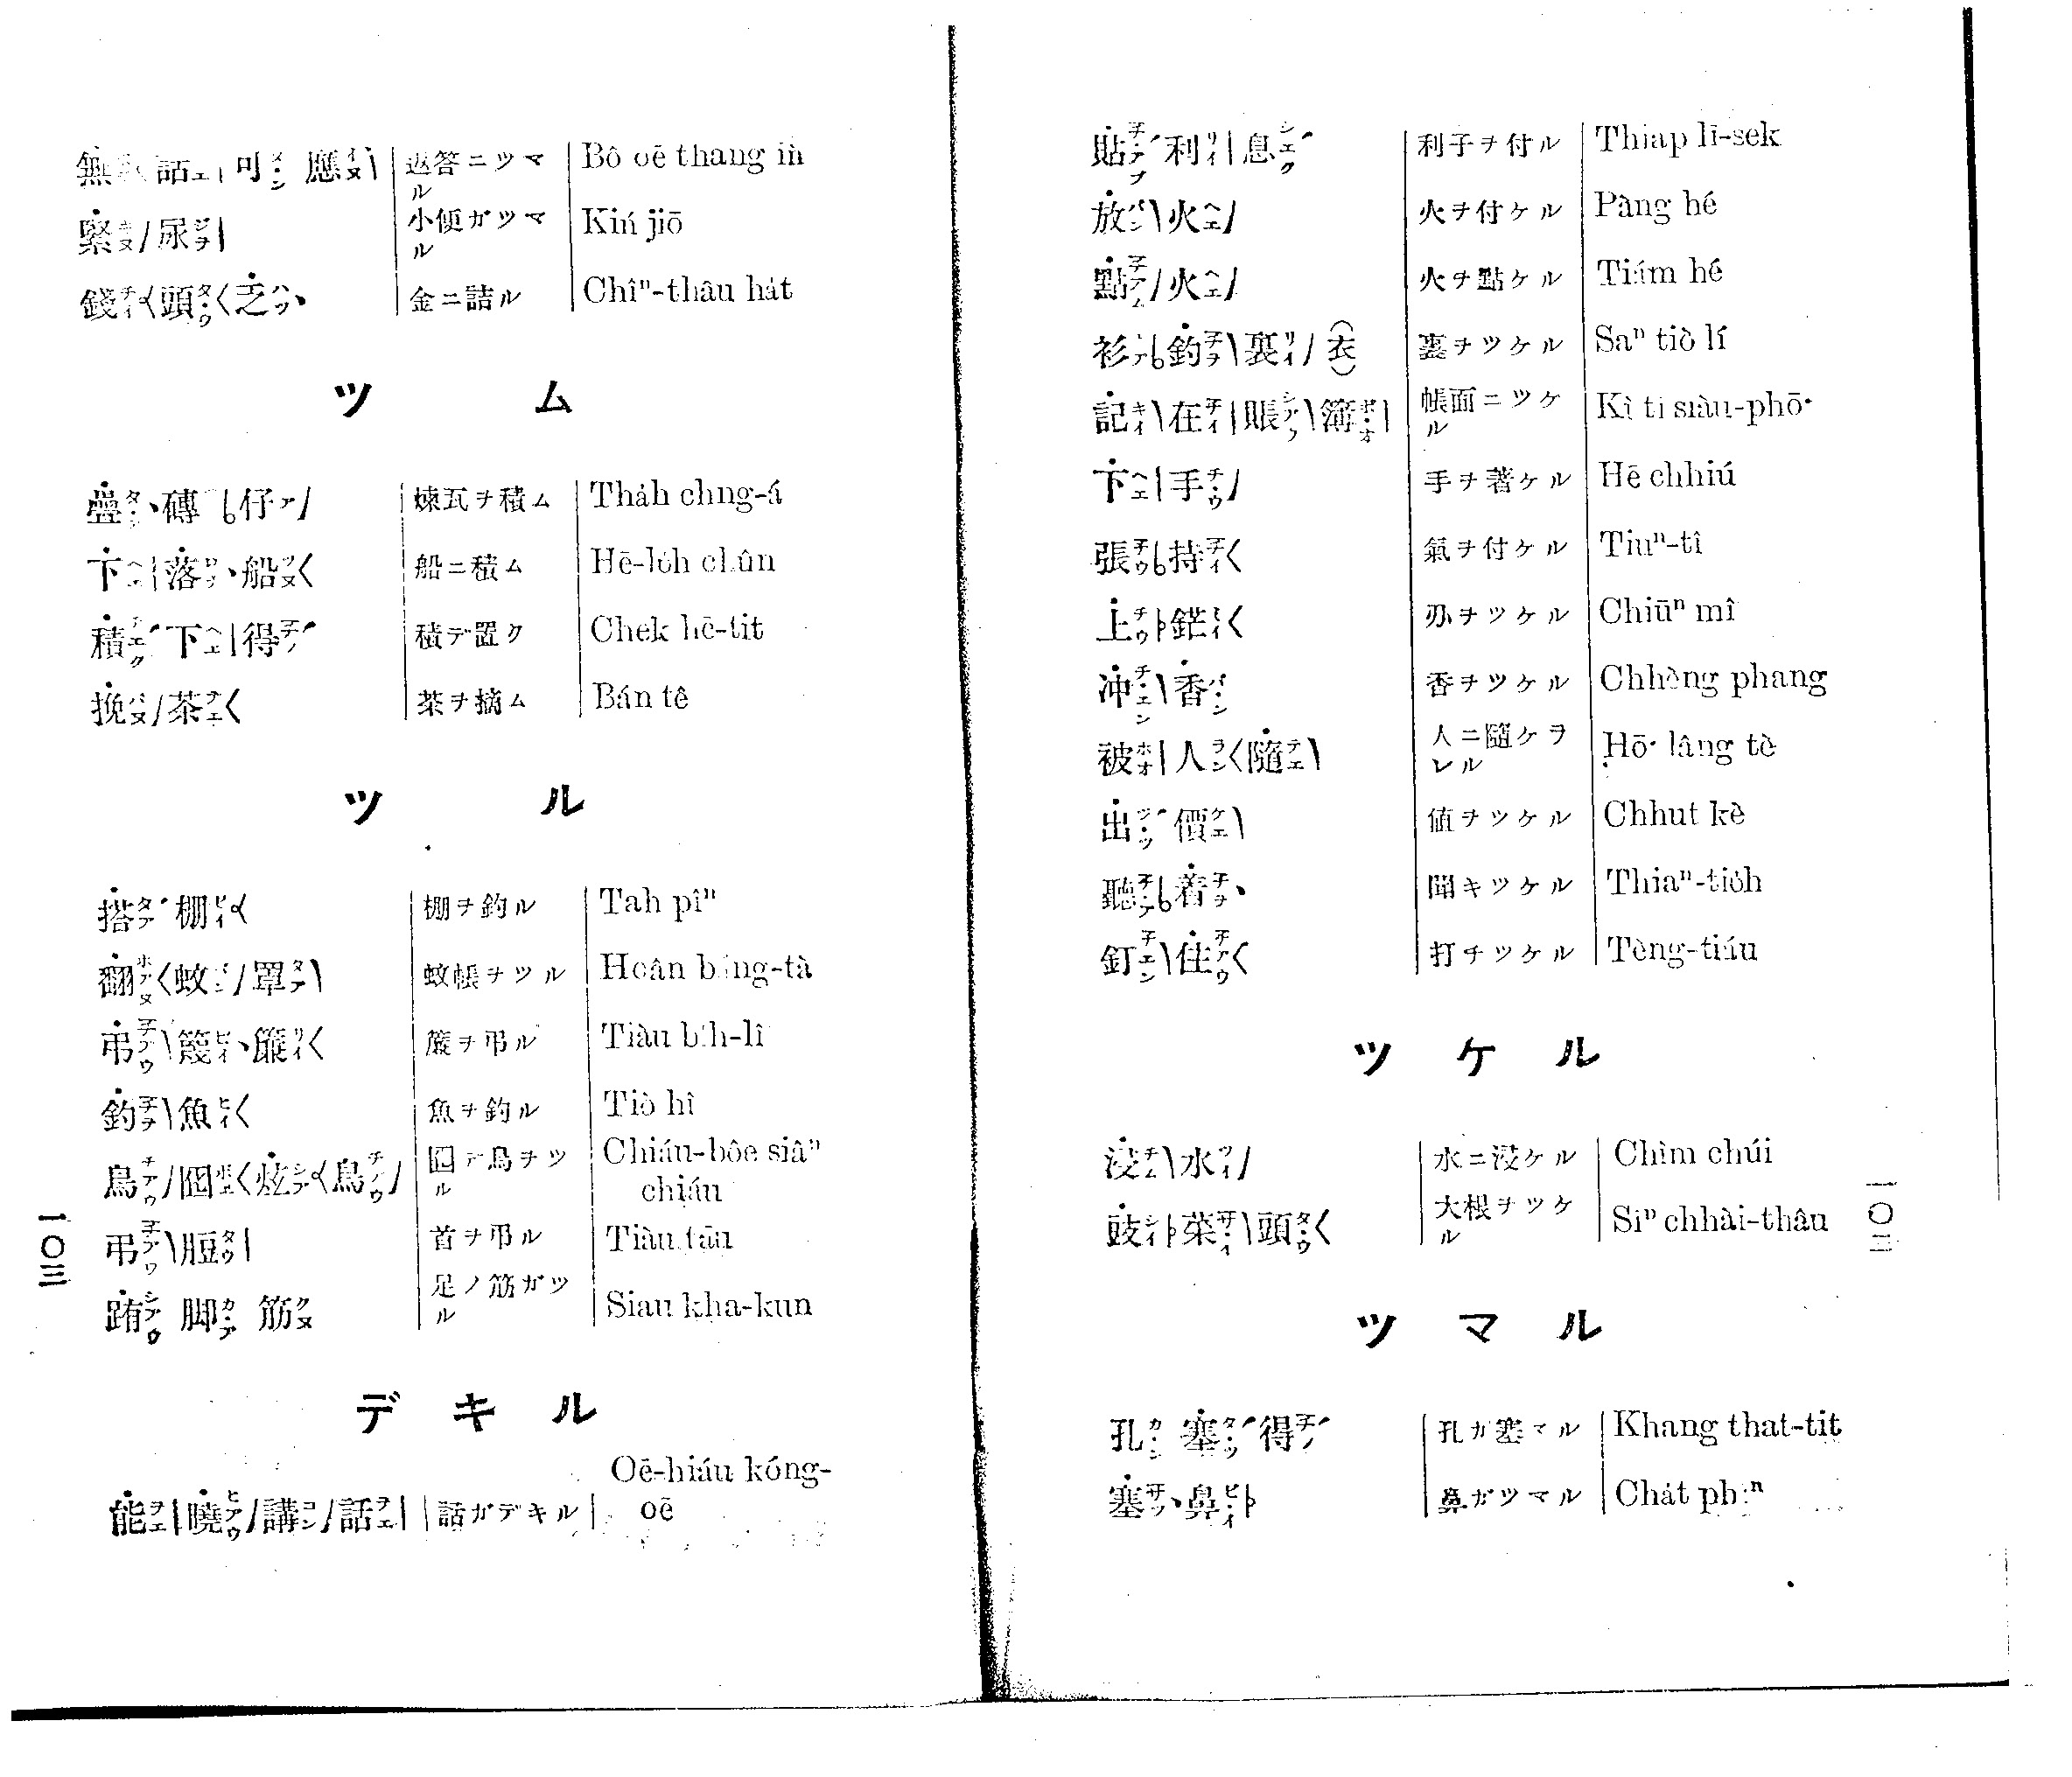 貼利息 利子ヲ付ル Thiap lī-sek
放火 火ヲ付ケル Pàng hé
點火 火ヲ點ケル Tiám hé
衫釣裏(衣) 裏ヲツケル Saⁿ tiò lí
記在賬簿 帳面ニツケル Kì ti siàu-phō·
下手 手ヲ著ケル Hē chhiú
張持 氣ヲ付ケル Tiuⁿ-tî
上鋩 刅ヲツケル Chiūⁿ mî
冲香 香ヲツケル Chhèng phang
被人隨 人ニ隨ケラレル Hō· lâng tè
出價 値ヲツケル Chhut kè
聽着 聞キツケル Thiaⁿ-tio̍h
釘住 打チツケル Tèng-tiáu
ツケル
浸水 水ニ浸ケル Chìm chúi
豉菜頭 大根ヲツケル Siⁿ chhài-thâu
ツマル
孔塞得 孔ガ塞マル Khang that-tit
塞鼻 鼻ガツマル Cha̍t phīⁿ
無話可應 返答ニツマル Bô oē thang ìn
緊尿 小便ガツマル Kín jiō
錢頭乏 金ニ詰ル Chîⁿ-thâu ha̍t
ツム
疊磚仔 煉瓦ヲ積ム Tha̍h chng-á
下落船 船ニ積ム Hē-lo̍h chûn
積下得 積デ置ク Chek hē-tit
挽茶 茶ヲ摘ム Bán tê
ツル
搭棚 棚ヲ釣ル Tah pîⁿ
翻蚊罩 蚊帳ヲツル Hoân báng-tà
弔篾簾 簾ヲ弔ル Tiàu bih-lî
釣魚 魚ヲ釣ル Tiò hî
鳥囮炫鳥 囮デ鳥ヲツル Chiáu-bôe siâⁿ chiáu
弔脰 首ヲ弔ル Tiàu tāu
踃脚筋 足ノ筋ガツル Siau kha-kun
一〇三
デキル
能曉講話 話ガデキル Oē-hiáu kóng-oē